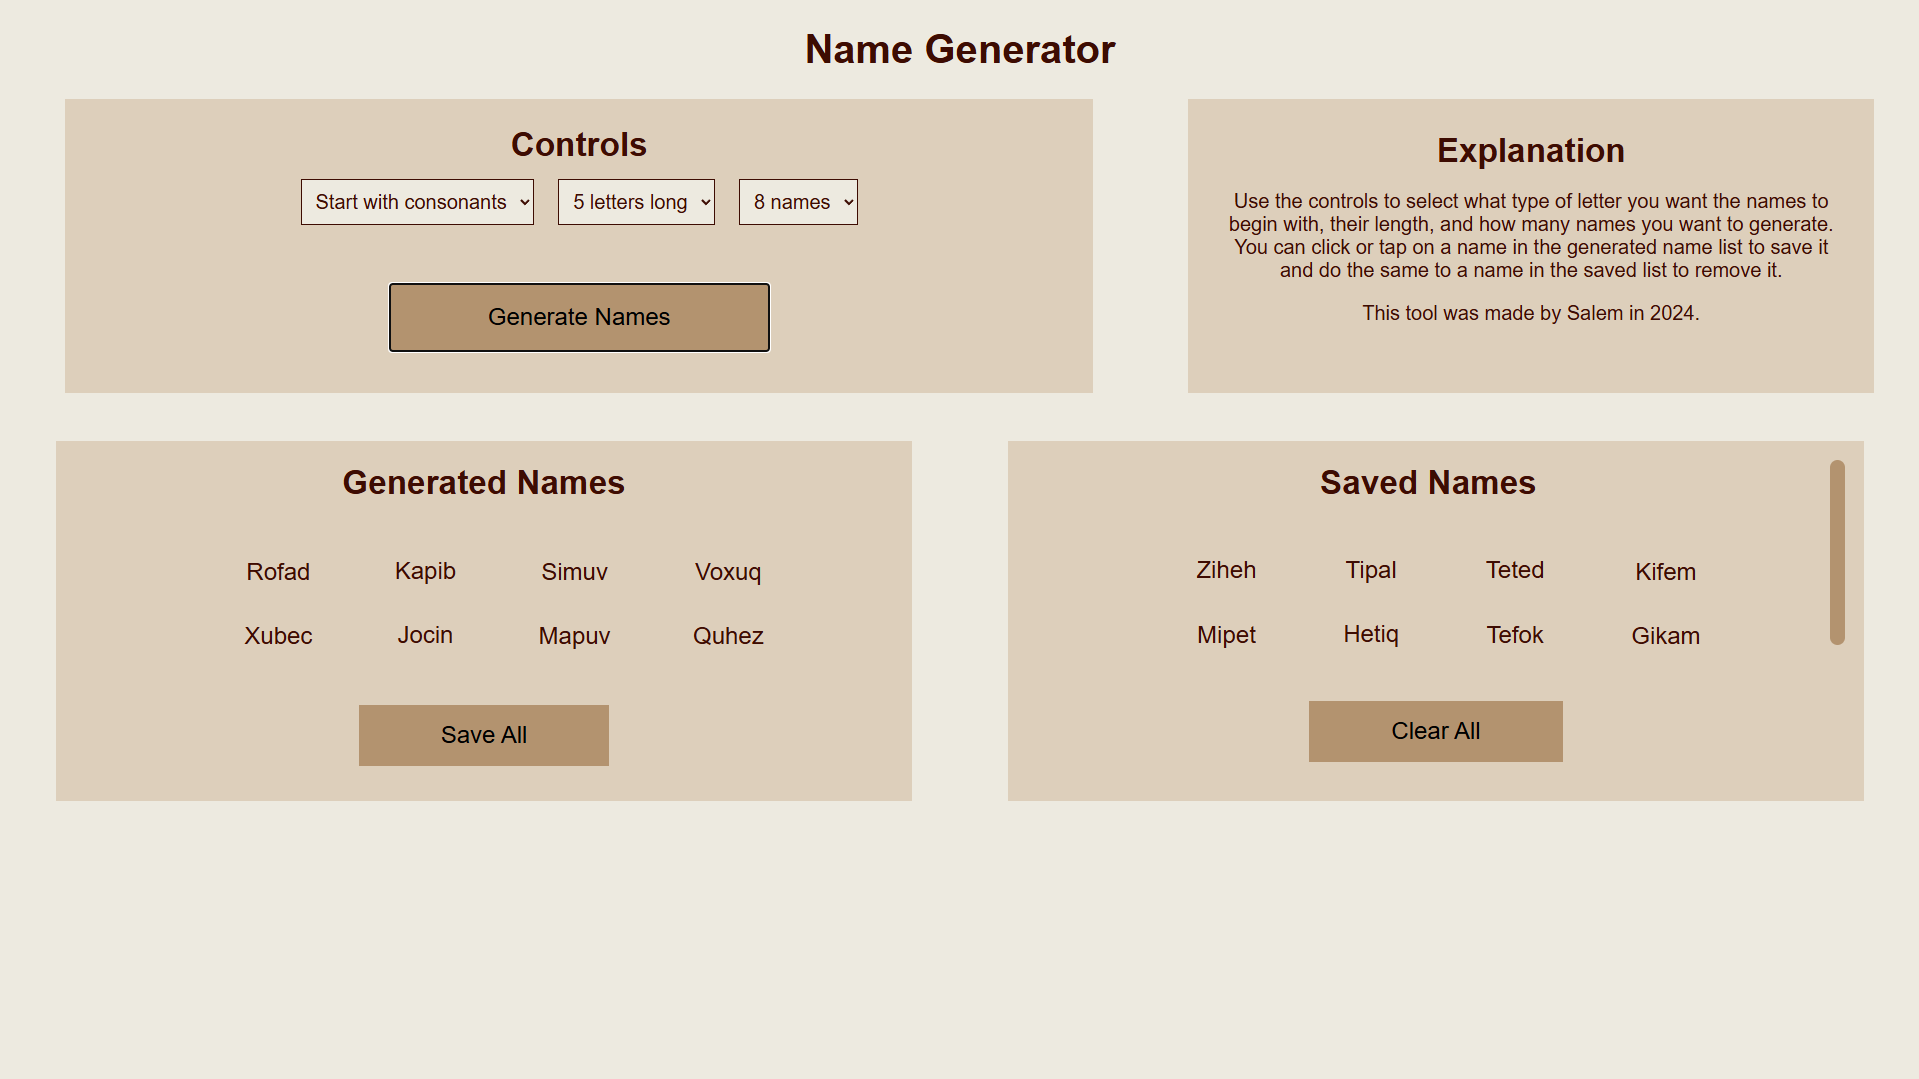 Name Generator
Controls
Start with consonants 5 letters long 8 names
Generate Names
Explanation
Use the controls to select what type of letter you want the names to
begin with, their length, and how many names you want to generate.
You can click or tap on a name in the generated name list to save it
and do the same to a name in the saved list to remove it.
This tool was made by Salem in 2024.
Generated Names
Rofad Kapib Simuv Voxuq
Xubec Jocin Mapuv Quhez
Save All
Saved Names
Ziheh Tipal Teted Kifem
Mipet Hetiq Tefok Gikam
Clear All